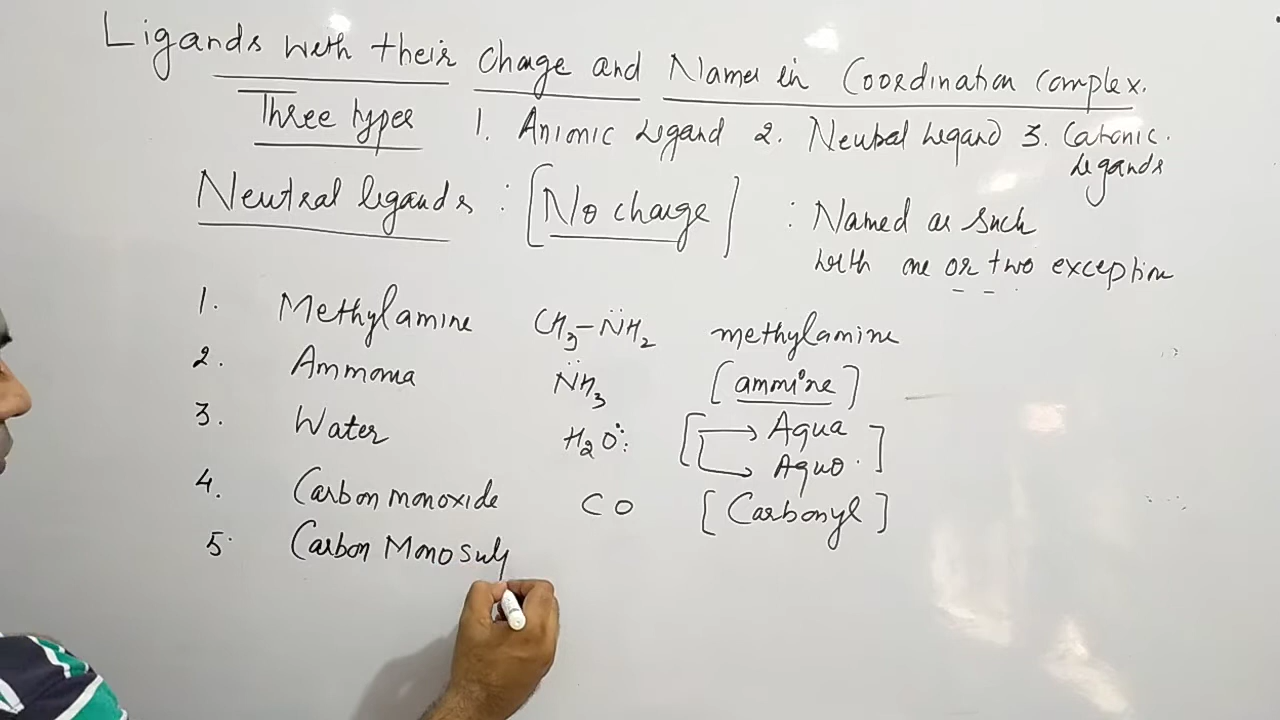 Ligands with their Charge and Names in Coordination complex.
Three types 1. Anionic Ligand 2. Neutral Ligand 3. Cationic Ligands
Neutral ligands : [No charge] : Named as such
with one or two exception
1. Methylamine CH3-N̈H2 methylamine
2. Ammonia N̈H3 [ammine]
3. Water H2O: [→ Aqua
→ Aquo.]
4. Carbon monoxide CO [Carbonyl]
5. Carbon Monosulf